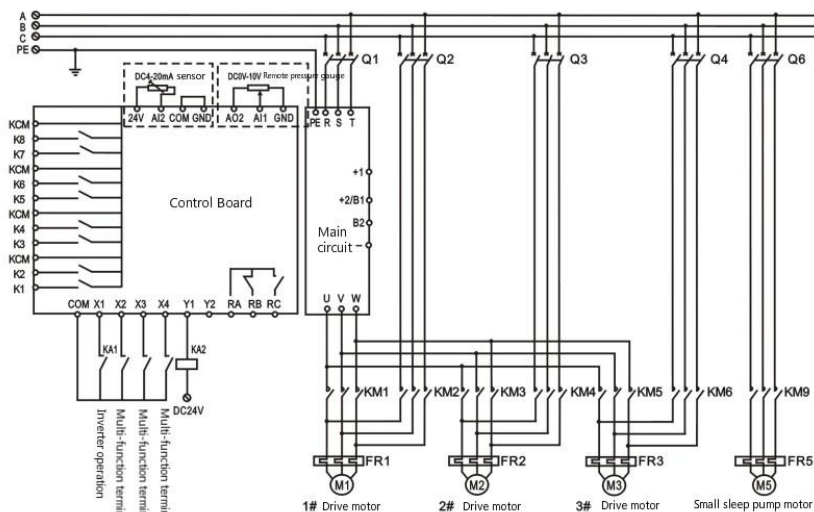 A
B
C
PE
Q1
Q2
Q3
Q4
Q6
DC4-20mA sensor
DC0V-10V Remote pressure gauge
24V AI2 COM GND
AO2 AI1 GND
PE R S T
KCM
K8
K7
KCM
K6
K5
KCM
K4
K3
KCM
K2
K1
Control Board
+1
+2/B1
B2
−
Main
circuit
COM X1 X2 X3 X4 Y1 Y2 RA RB RC
U V W
KA1
KA2
DC24V
KM1
KM2
KM3
KM4
KM5
KM6
KM9
Inverter operation
Multi-function termin
Multi-function termin
Multi-function termin
FR1
FR2
FR3
FR5
M1
M2
M3
M5
1# Drive motor
2# Drive motor
3# Drive motor
Small sleep pump motor